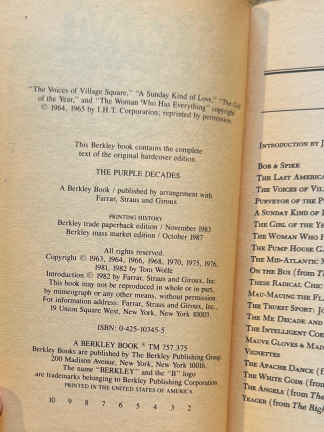 "The Voices of Village Square," "A Sunday Kind of Love," "The Girl
of the Year," and "The Woman Who Has Everything" copyright
© 1964, 1965 by I.H.T. Corporation, reprinted by permission.
This Berkley book contains the complete
text of the original hardcover edition.
THE PURPLE DECADES
A Berkley Book / published by arrangement with
Farrar, Straus and Giroux
PRINTING HISTORY
Berkley trade paperback edition / November 1983
Berkley mass market edition / October 1987
All rights reserved.
Copyright © 1963, 1964, 1966, 1968, 1970, 1975, 1976,
1981, 1982 by Tom Wolfe
Introduction © 1982 by Farrar, Straus and Giroux, Inc.
This book may not be reproduced in whole or in part,
by mimeograph or any other means, without permission.
For information address: Farrar, Straus and Giroux, Inc.,
19 Union Square West, New York, New York 10003.
ISBN: 0-425-10345-5
A BERKLEY BOOK ® TM 757,375
Berkley Books are published by The Berkley Publishing Group,
200 Madison Avenue, New York, New York 10016.
The name "BERKLEY" and the "B" logo
are trademarks belonging to Berkley Publishing Corporation.
PRINTED IN THE UNITED STATES OF AMERICA
10 9 8 7 6 5 4 3 2
INTRODUCTION BY J
BOB & SPIKE
THE LAST AMERICA
THE VOICES OF VIL
PURVEYOR OF THE P
A SUNDAY KIND OF
THE GIRL OF THE YE
THE WOMAN WHO H
THE PUMP HOUSE GA
THE MID-ATLANTIC M
ON THE BUS (from Th
THESE RADICAL CHIC
MAU-MAUING THE FL
THE TRUEST SPORT: JO
THE ME DECADE AND
THE INTELLIGENT CO
MAUVE GLOVES & MAD
VIGNETTES
THE APACHE DANCE (f
THE WHITE GODS (from
THE ANGELS (from The
YEAGER (from The Righ